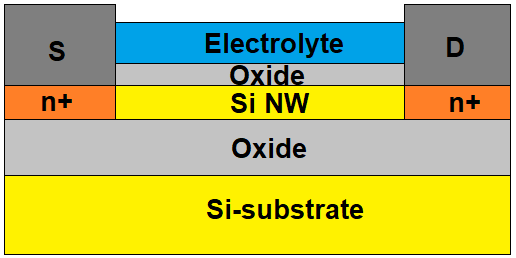 S
Electrolyte
D
Oxide
n+
Si NW
n+
Oxide
Si-substrate